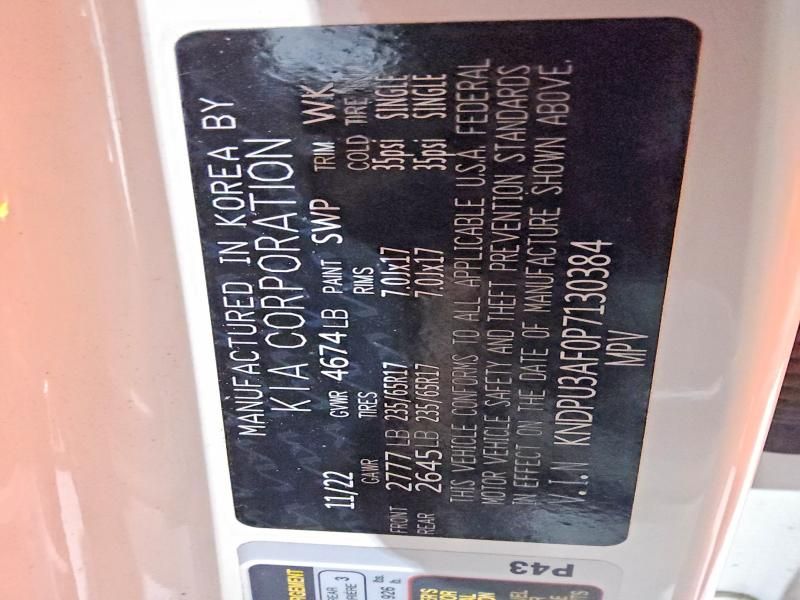 MANUFACTURED IN KOREA BY
KIA CORPORATION
11/22 GVWR 4674LB PAINT SWP TRIM WK
GAWR TIRES RIMS COLD TIRE
FRONT 2777 LB 235/65R17 7.0Jx17 35psi SINGLE
REAR 2645LB 235/65R17 7.0Jx17 35psi SINGLE
THIS VEHICLE CONFORMS TO ALL APPLICABLE U.S.A. FEDERAL
MOTOR VEHICLE SAFETY AND THEFT PREVENTION STANDARDS
IN EFFECT ON THE DATE OF MANUFACTURE SHOWN ABOVE.
V.I.N KNDPU3AF0P7130384
MPV
P43
3